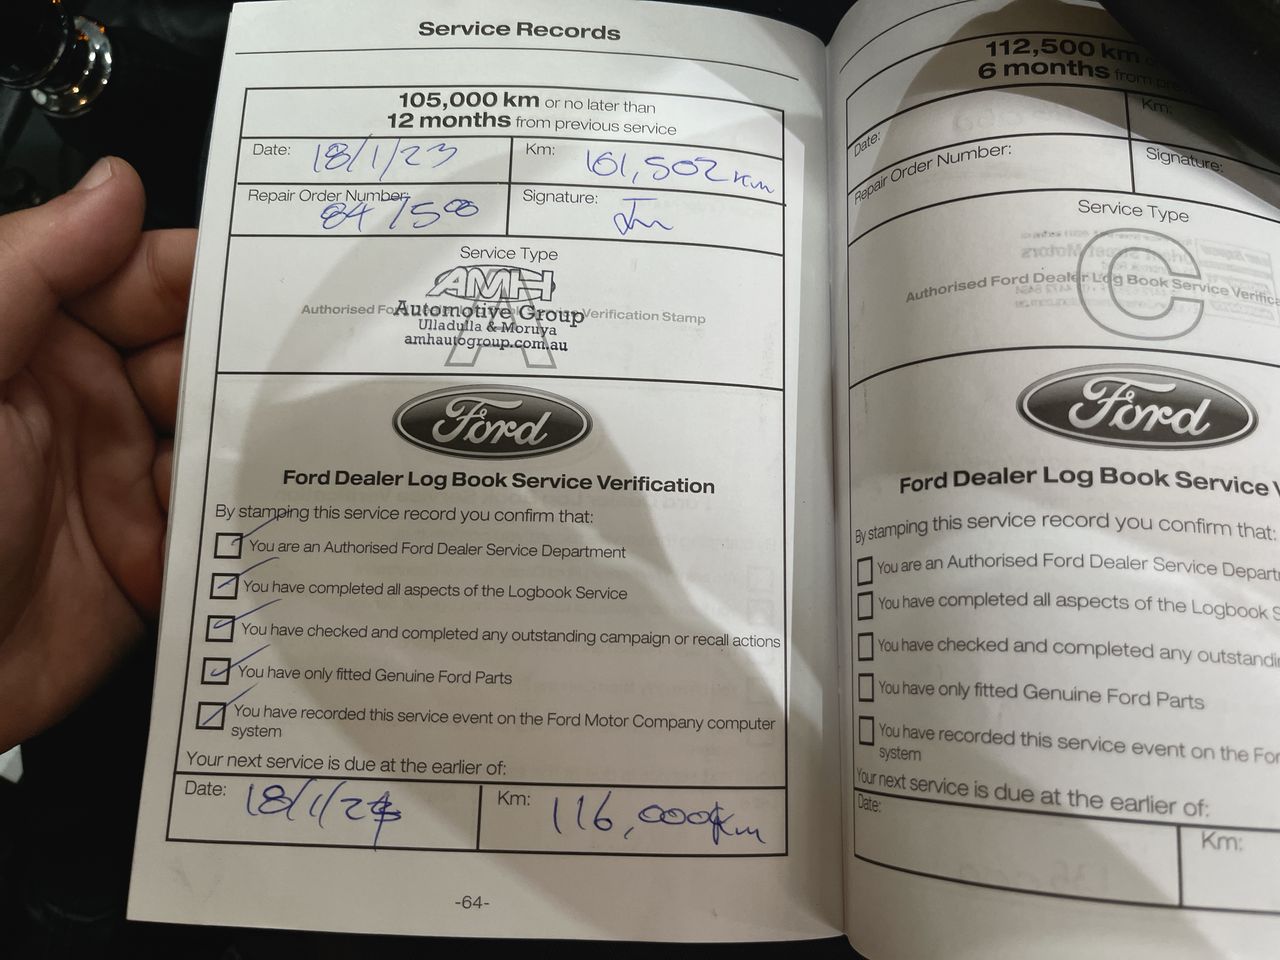 Service Records
105,000 km or no later than
12 months from previous service
Date: 18/1/23
Km: 161,502 km
Repair Order Number:
Signature:
Service Type
AMH
Automotive Group
Ulladulla & Moruya
amhautogroup.com.au
Verification Stamp
A
Ford
Ford Dealer Log Book Service Verification
By stamping this service record you confirm that:
You are an Authorised Ford Dealer Service Department
You have completed all aspects of the Logbook Service
You have checked and completed any outstanding campaign or recall actions
You have only fitted Genuine Ford Parts
You have recorded this service event on the Ford Motor Company computer
system
Your next service is due at the earlier of:
Date: 18/1/24
Km: 116,000 km
-64-
112,500 km
6 months from
Date:
Km:
Repair Order Number:
Signature:
Service Type
C
Authorised Ford Dealer Log Book Service
Ford
Ford Dealer Log Book Service
By stamping this service record you confirm that:
You are an Authorised Ford Dealer Service
You have completed all aspects of the Logbook
You have checked and completed any
You have only fitted Genuine Ford Parts
You have recorded this service event on the
system
Your next service is due at the earlier of:
Date:
Km: